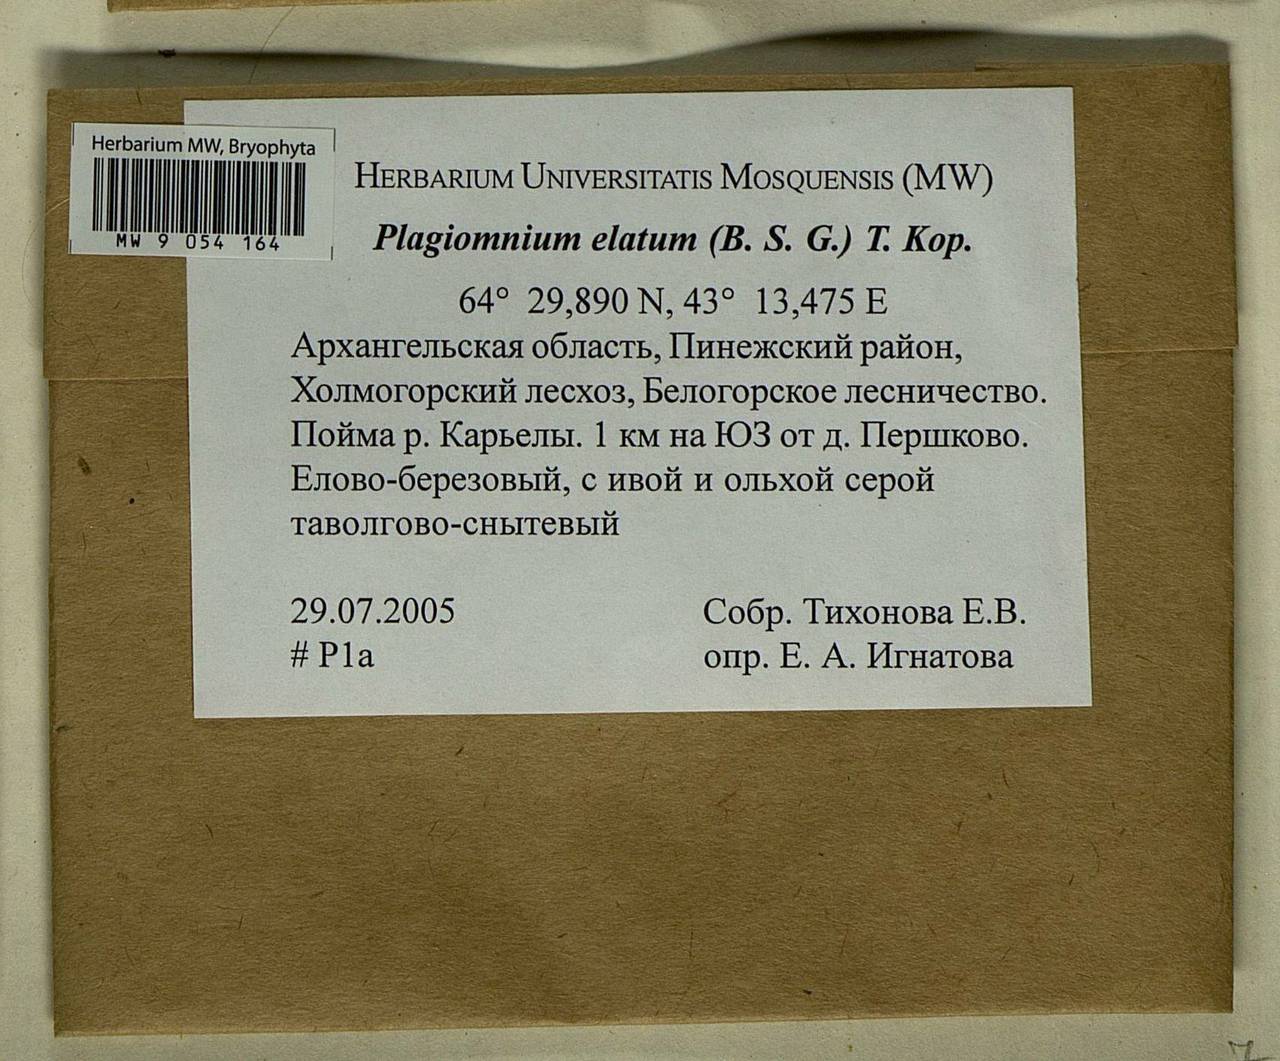 Herbarium MW, Bryophyta
MW 9 054 164
HERBARIUM UNIVERSITATIS MOSQUENSIS (MW)
Plagiomnium elatum (B. S. G.) T. Kop.
64° 29,890 N, 43° 13,475 E
Архангельская область, Пинежский район,
Холмогорский лесхоз, Белогорское лесничество.
Пойма р. Карьелы. 1 км на ЮЗ от д. Першково.
Елово-березовый, с ивой и ольхой серой
таволгово-снытевый
29.07.2005
Собр. Тихонова Е.В.
# P1a
опр. Е. А. Игнатова